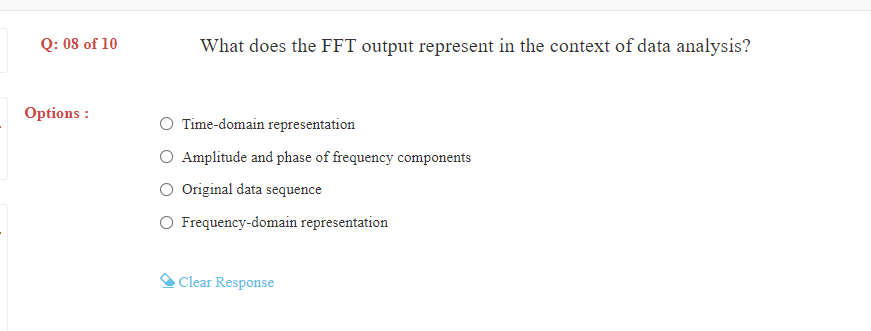 Q: 08 of 10
What does the FFT output represent in the context of data analysis?
Options :
Time-domain representation
Amplitude and phase of frequency components
Original data sequence
Frequency-domain representation
Clear Response